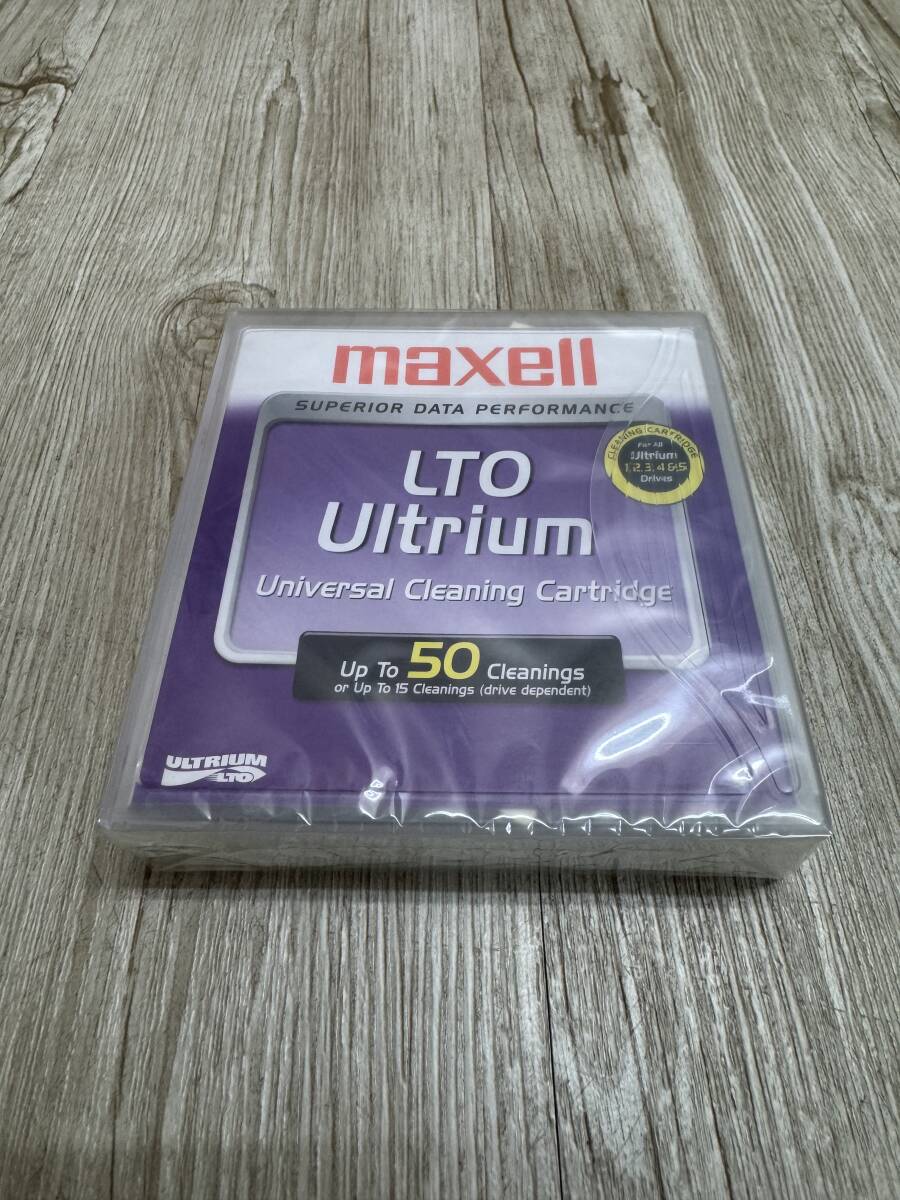 maxell
SUPERIOR DATA PERFORMANCE
CLEANING CARTRIDGE
For All
Ultrium
1,2,3,4&5
Drives
LTO
Ultrium
Universal Cleaning Cartridge
Up To 50 Cleanings
or Up To 15 Cleanings (drive dependent)
ULTRIUM
LTO